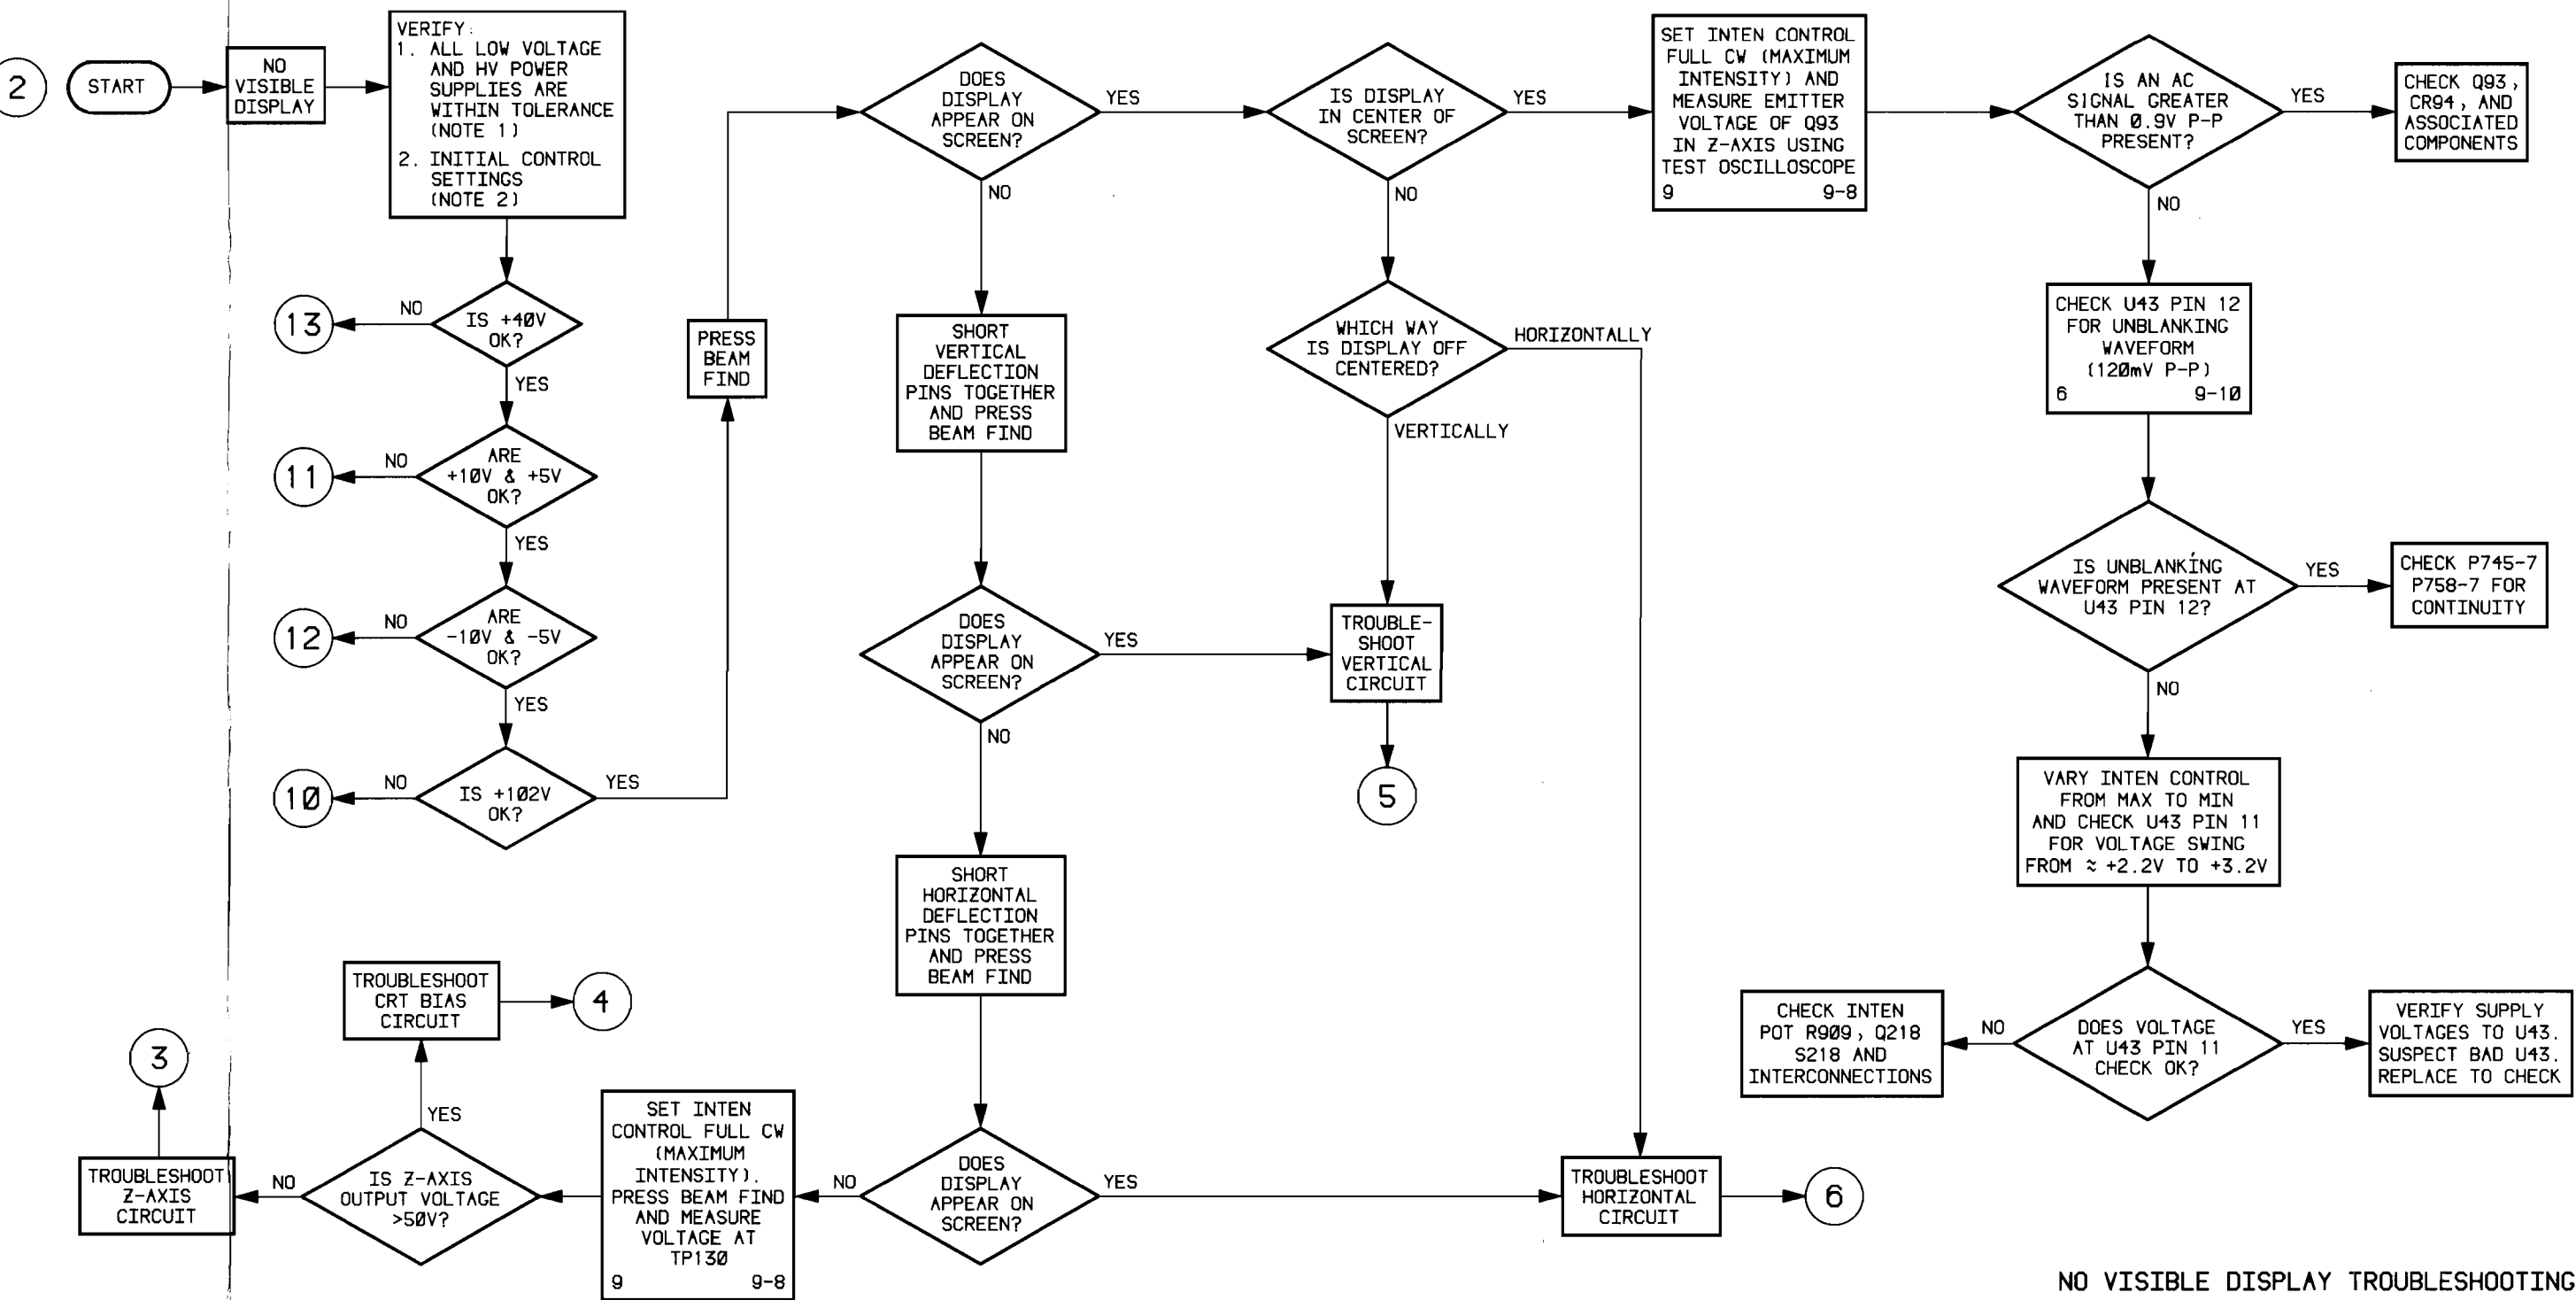 2
START
NO
VISIBLE
DISPLAY
VERIFY:
1. ALL LOW VOLTAGE
AND HV POWER
SUPPLIES ARE
WITHIN TOLERANCE
(NOTE 1)
2. INITIAL CONTROL
SETTINGS
(NOTE 2)
IS +40V
OK?
NO
13
YES
ARE
+10V & +5V
OK?
NO
11
YES
ARE
-10V & -5V
OK?
NO
12
YES
IS +102V
OK?
NO
10
YES
PRESS
BEAM
FIND
DOES
DISPLAY
APPEAR ON
SCREEN?
YES
NO
SHORT
VERTICAL
DEFLECTION
PINS TOGETHER
AND PRESS
BEAM FIND
DOES
DISPLAY
APPEAR ON
SCREEN?
YES
NO
SHORT
HORIZONTAL
DEFLECTION
PINS TOGETHER
AND PRESS
BEAM FIND
DOES
DISPLAY
APPEAR ON
SCREEN?
YES
NO
SET INTEN
CONTROL FULL CW
(MAXIMUM
INTENSITY).
PRESS BEAM FIND
AND MEASURE
VOLTAGE AT
TP130
9 9-8
IS Z-AXIS
OUTPUT VOLTAGE
>50V?
YES
NO
TROUBLESHOOT
CRT BIAS
CIRCUIT
4
TROUBLESHOOT
Z-AXIS
CIRCUIT
3
IS DISPLAY
IN CENTER OF
SCREEN?
YES
NO
WHICH WAY
IS DISPLAY OFF
CENTERED?
HORIZONTALLY
VERTICALLY
TROUBLE-
SHOOT
VERTICAL
CIRCUIT
5
TROUBLESHOOT
HORIZONTAL
CIRCUIT
6
SET INTEN CONTROL
FULL CW (MAXIMUM
INTENSITY) AND
MEASURE EMITTER
VOLTAGE OF Q93
IN Z-AXIS USING
TEST OSCILLOSCOPE
9 9-8
IS AN AC
SIGNAL GREATER
THAN 0.9V P-P
PRESENT?
YES
NO
CHECK Q93,
CR94, AND
ASSOCIATED
COMPONENTS
CHECK U43 PIN 12
FOR UNBLANKING
WAVEFORM
(120mV P-P)
6 9-10
IS UNBLANKING
WAVEFORM PRESENT AT
U43 PIN 12?
YES
NO
CHECK P745-7
P758-7 FOR
CONTINUITY
VARY INTEN CONTROL
FROM MAX TO MIN
AND CHECK U43 PIN 11
FOR VOLTAGE SWING
FROM ≈ +2.2V TO +3.2V
DOES VOLTAGE
AT U43 PIN 11
CHECK OK?
NO
YES
CHECK INTEN
POT R909, Q218
S218 AND
INTERCONNECTIONS
VERIFY SUPPLY
VOLTAGES TO U43.
SUSPECT BAD U43.
REPLACE TO CHECK
NO VISIBLE DISPLAY TROUBLESHOOTING